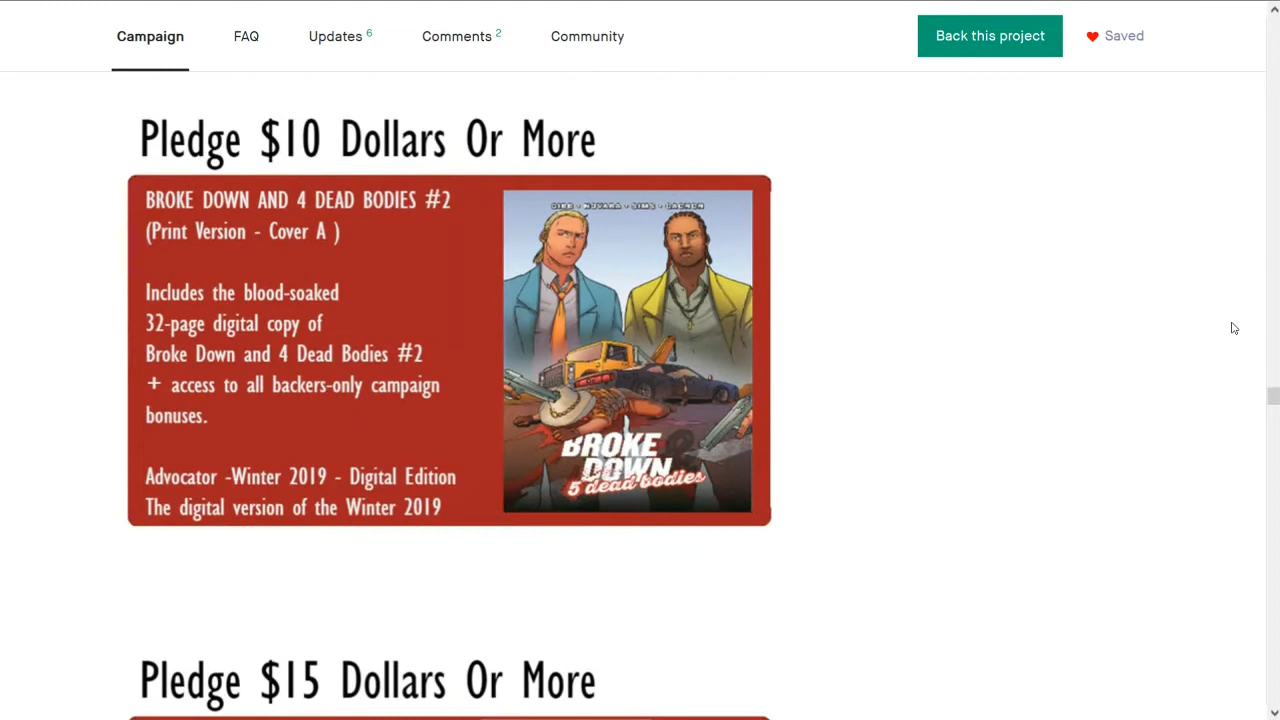 Campaign FAQ Updates 6 Comments 2 Community Back this project Saved
Pledge $10 Dollars Or More
BROKE DOWN AND 4 DEAD BODIES #2
(Print Version - Cover A )
Includes the blood-soaked
32-page digital copy of
Broke Down and 4 Dead Bodies #2
+ access to all backers-only campaign
bonuses.
Advocator -Winter 2019 - Digital Edition
The digital version of the Winter 2019
BROKE
DOWN
5 dead bodies
Pledge $15 Dollars Or More